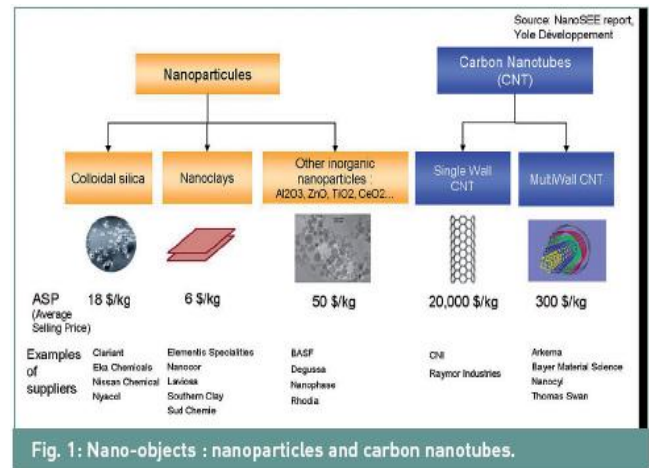 Source: NanoSEE report,
Yole Développement
Nanoparticules
Carbon Nanotubes
(CNT)
Colloidal silica
Nanoclays
Other inorganic
nanoparticles :
Al2O3, ZnO, TiO2, CeO2...
Single Wall
CNT
MultiWall CNT
ASP
(Average
Selling Price)
18 $/kg
6 $/kg
50 $/kg
20,000 $/kg
300 $/kg
Examples
of
suppliers
Clariant
Eka Chemicals
Nissan Chemical
Nyacol
Elementis Specialities
Nanocor
Laviosa
Southern Clay
Sud Chemie
BASF
Degussa
Nanophase
Rhodia
CNI
Raymor Industries
Arkema
Bayer Material Science
Nanocyl
Thomas Swan
Fig. 1: Nano-objects : nanoparticles and carbon nanotubes.